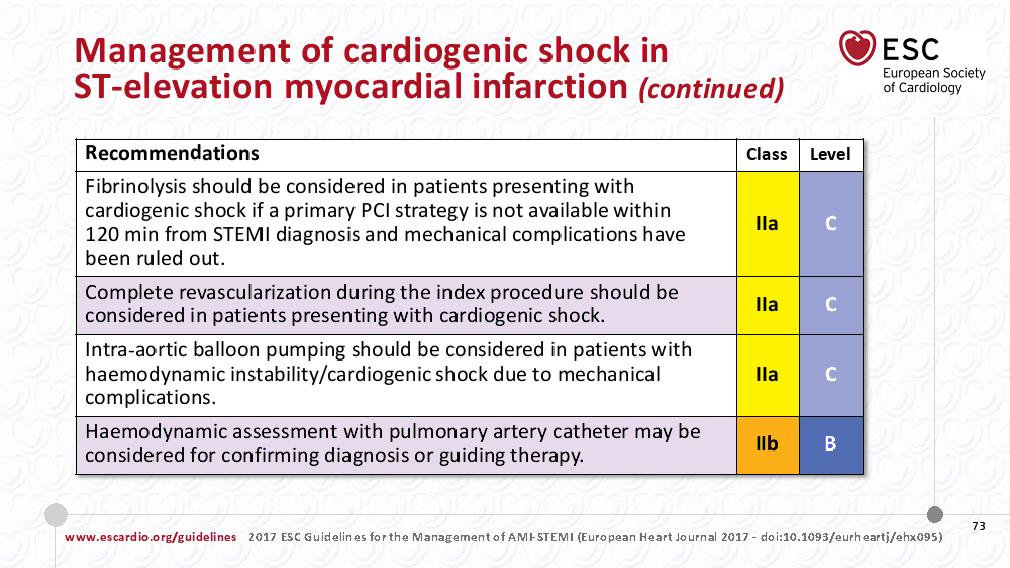 Management of cardiogenic shock in
ST-elevation myocardial infarction (continued)
ESC
European Society
of Cardiology
Recommendations Class Level
Fibrinolysis should be considered in patients presenting with
cardiogenic shock if a primary PCI strategy is not available within
120 min from STEMI diagnosis and mechanical complications have
been ruled out.
IIa C
Complete revascularization during the index procedure should be
considered in patients presenting with cardiogenic shock.
IIa C
Intra-aortic balloon pumping should be considered in patients with
haemodynamic instability/cardiogenic shock due to mechanical
complications.
IIa C
Haemodynamic assessment with pulmonary artery catheter may be
considered for confirming diagnosis or guiding therapy.
IIb B
73
www.escardio.org/guidelines 2017 ESC Guidelines for the Management of AMI-STEMI (European Heart Journal 2017 - doi:10.1093/eurheartj/ehx095)